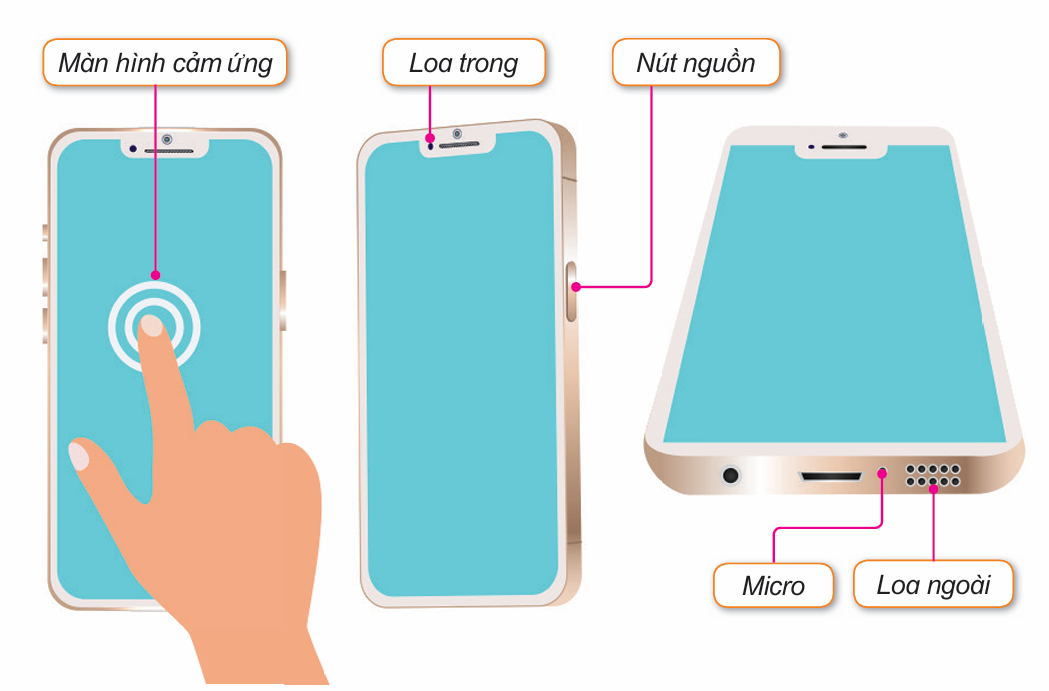 Màn hình cảm ứng
Loa trong
Nút nguồn
Micro
Loa ngoài